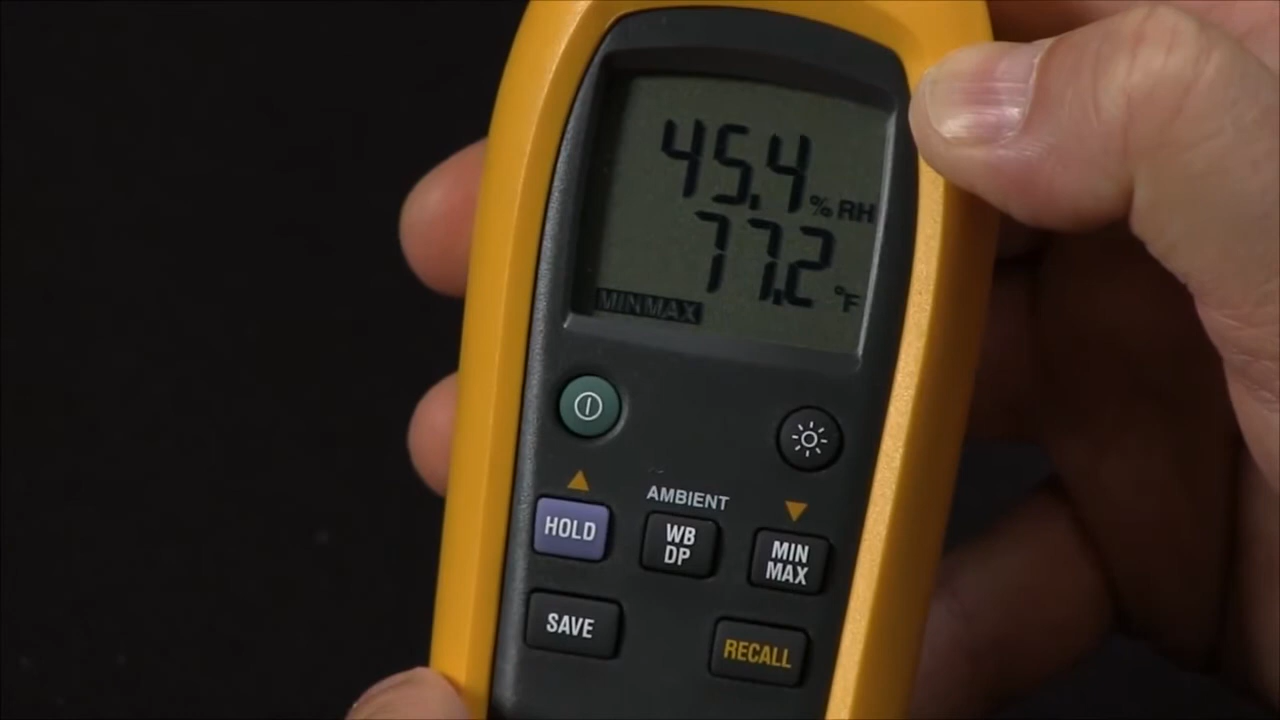 45.4 % RH
77.2 °F
MINMAX
AMBIENT
HOLD
WB
DP
MIN
MAX
SAVE
RECALL